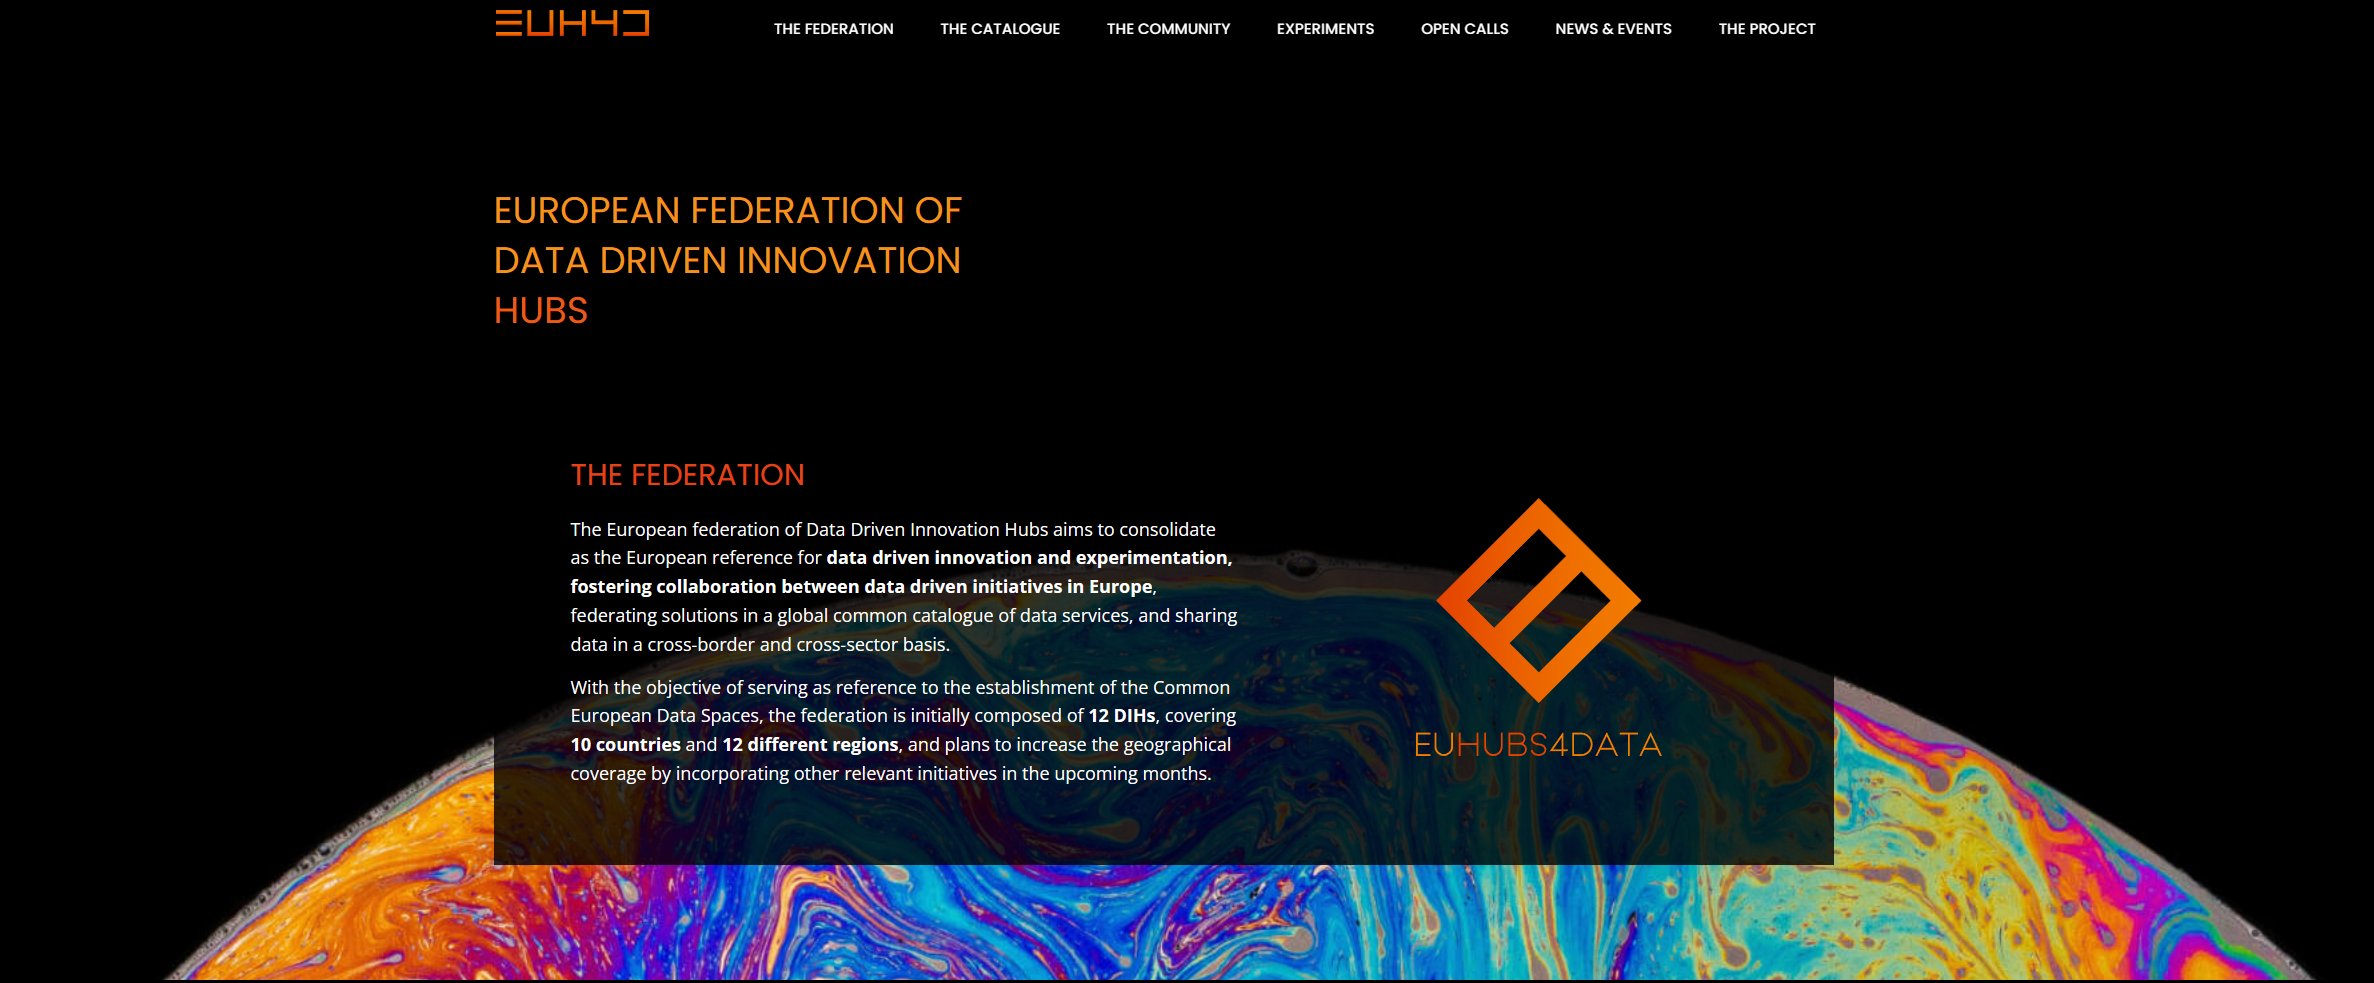 EUH4D
THE FEDERATION THE CATALOGUE THE COMMUNITY EXPERIMENTS OPEN CALLS NEWS & EVENTS THE PROJECT
EUROPEAN FEDERATION OF
DATA DRIVEN INNOVATION
HUBS
THE FEDERATION
The European federation of Data Driven Innovation Hubs aims to consolidate
as the European reference for data driven innovation and experimentation,
fostering collaboration between data driven initiatives in Europe,
federating solutions in a global common catalogue of data services, and sharing
data in a cross-border and cross-sector basis.
With the objective of serving as reference to the establishment of the Common
European Data Spaces, the federation is initially composed of 12 DIHs, covering
10 countries and 12 different regions, and plans to increase the geographical
coverage by incorporating other relevant initiatives in the upcoming months.
EUHUBS4DATA